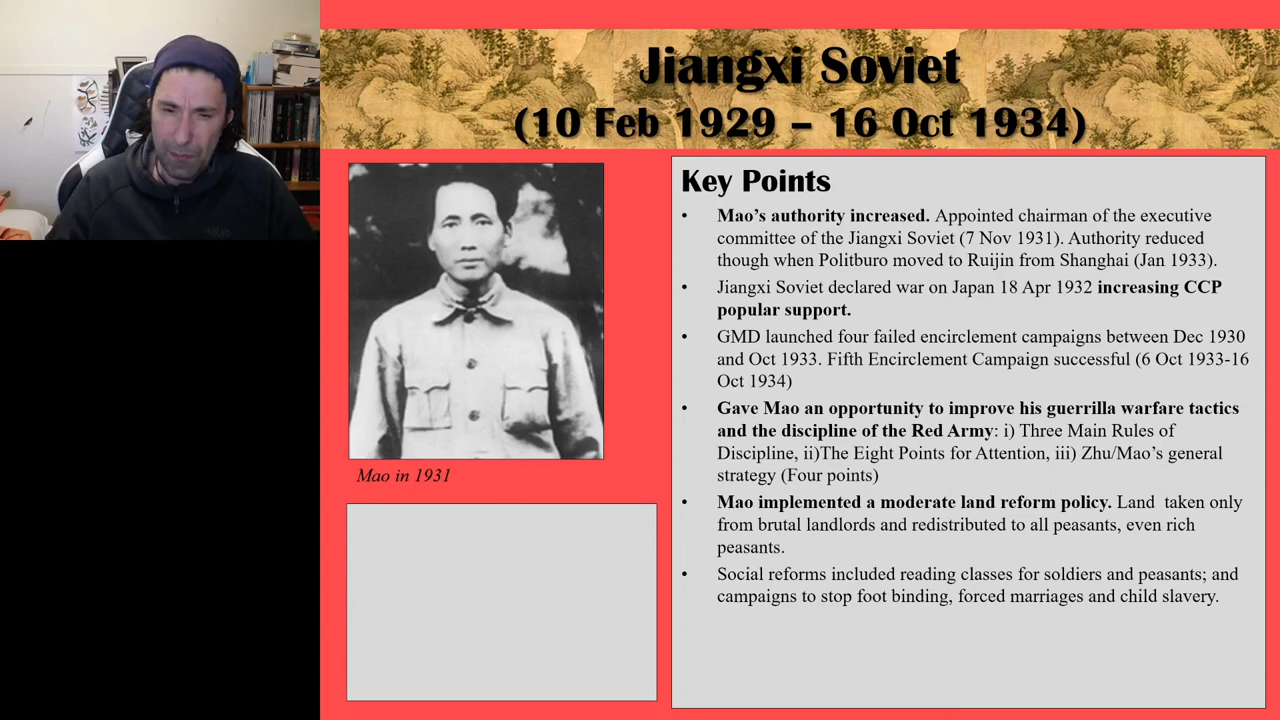 Jiangxi Soviet
(10 Feb 1929 – 16 Oct 1934)
Mao in 1931
Key Points
• Mao's authority increased. Appointed chairman of the executive
committee of the Jiangxi Soviet (7 Nov 1931). Authority reduced
though when Politburo moved to Ruijin from Shanghai (Jan 1933).
• Jiangxi Soviet declared war on Japan 18 Apr 1932 increasing CCP
popular support.
• GMD launched four failed encirclement campaigns between Dec 1930
and Oct 1933. Fifth Encirclement Campaign successful (6 Oct 1933-16
Oct 1934)
• Gave Mao an opportunity to improve his guerrilla warfare tactics
and the discipline of the Red Army: i) Three Main Rules of
Discipline, ii)The Eight Points for Attention, iii) Zhu/Mao's general
strategy (Four points)
• Mao implemented a moderate land reform policy. Land  taken only
from brutal landlords and redistributed to all peasants, even rich
peasants.
• Social reforms included reading classes for soldiers and peasants; and
campaigns to stop foot binding, forced marriages and child slavery.